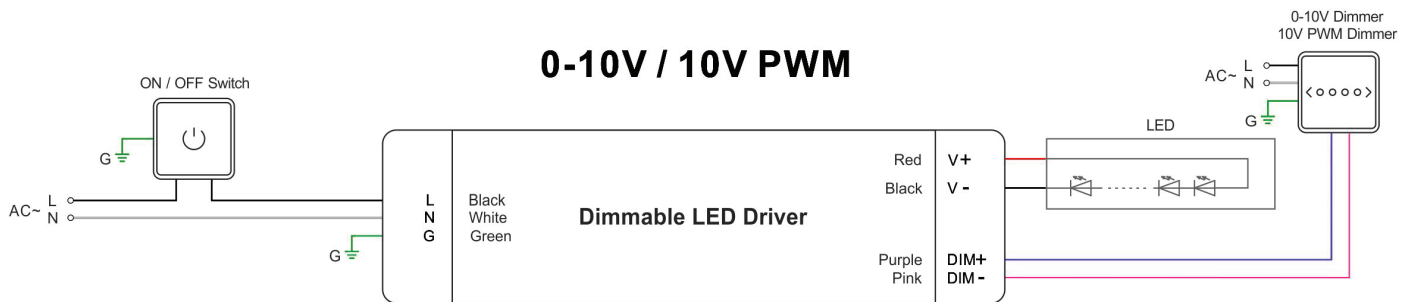 0-10V / 10V PWM
0-10V Dimmer
10V PWM Dimmer
AC~ L
N
G
ON / OFF Switch
G
AC~ L
N
L Black
N White
G Green
G
Dimmable LED Driver
Red V+
Black V -
Purple DIM+
Pink DIM -
LED